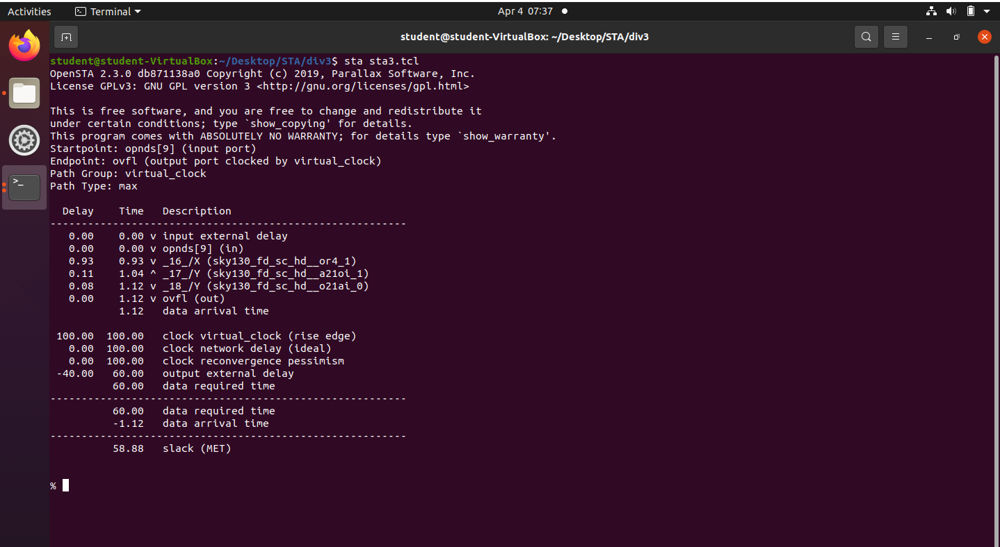 Activities Terminal Apr 4 07:37
student@student-VirtualBox: ~/Desktop/STA/div3
student@student-VirtualBox:~/Desktop/STA/div3$ sta sta3.tcl
OpenSTA 2.3.0 db871138a0 Copyright (c) 2019, Parallax Software, Inc.
License GPLv3: GNU GPL version 3 <http://gnu.org/licenses/gpl.html>

This is free software, and you are free to change and redistribute it
under certain conditions; type `show_copying' for details.
This program comes with ABSOLUTELY NO WARRANTY; for details type `show_warranty'.
Startpoint: opnds[9] (input port)
Endpoint: ovfl (output port clocked by virtual_clock)
Path Group: virtual_clock
Path Type: max

  Delay    Time   Description
---------------------------------------------------------
   0.00    0.00 v input external delay
   0.00    0.00 v opnds[9] (in)
   0.93    0.93 v _16_/X (sky130_fd_sc_hd__or4_1)
   0.11    1.04 ^ _17_/Y (sky130_fd_sc_hd__a21oi_1)
   0.08    1.12 v _18_/Y (sky130_fd_sc_hd__o21ai_0)
   0.00    1.12 v ovfl (out)
           1.12   data arrival time

 100.00  100.00   clock virtual_clock (rise edge)
   0.00  100.00   clock network delay (ideal)
   0.00  100.00   clock reconvergence pessimism
 -40.00   60.00   output external delay
          60.00   data required time
---------------------------------------------------------
          60.00   data required time
          -1.12   data arrival time
---------------------------------------------------------
          58.88   slack (MET)

%